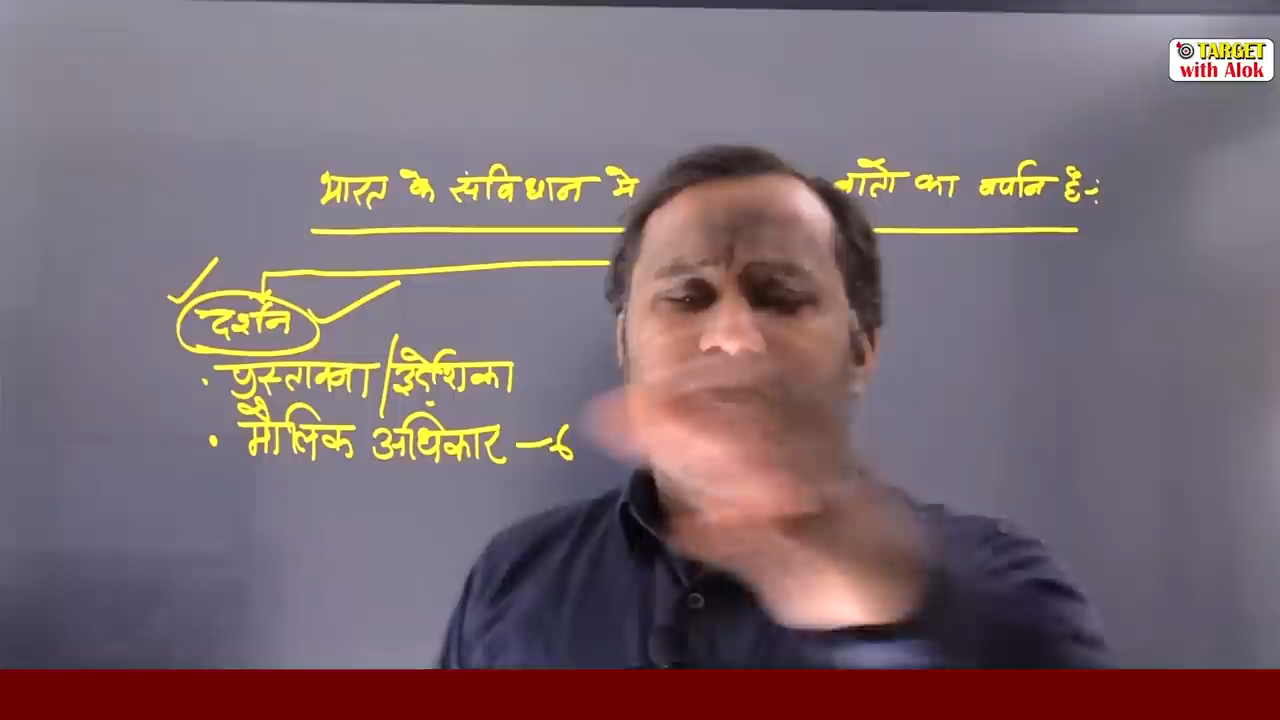 TARGET
with Alok
भारत के संविधान मे बातो का वर्णन है-:
दर्शन
• प्रस्तावना/उद्देशिका
• मौलिक अधिकार - 6